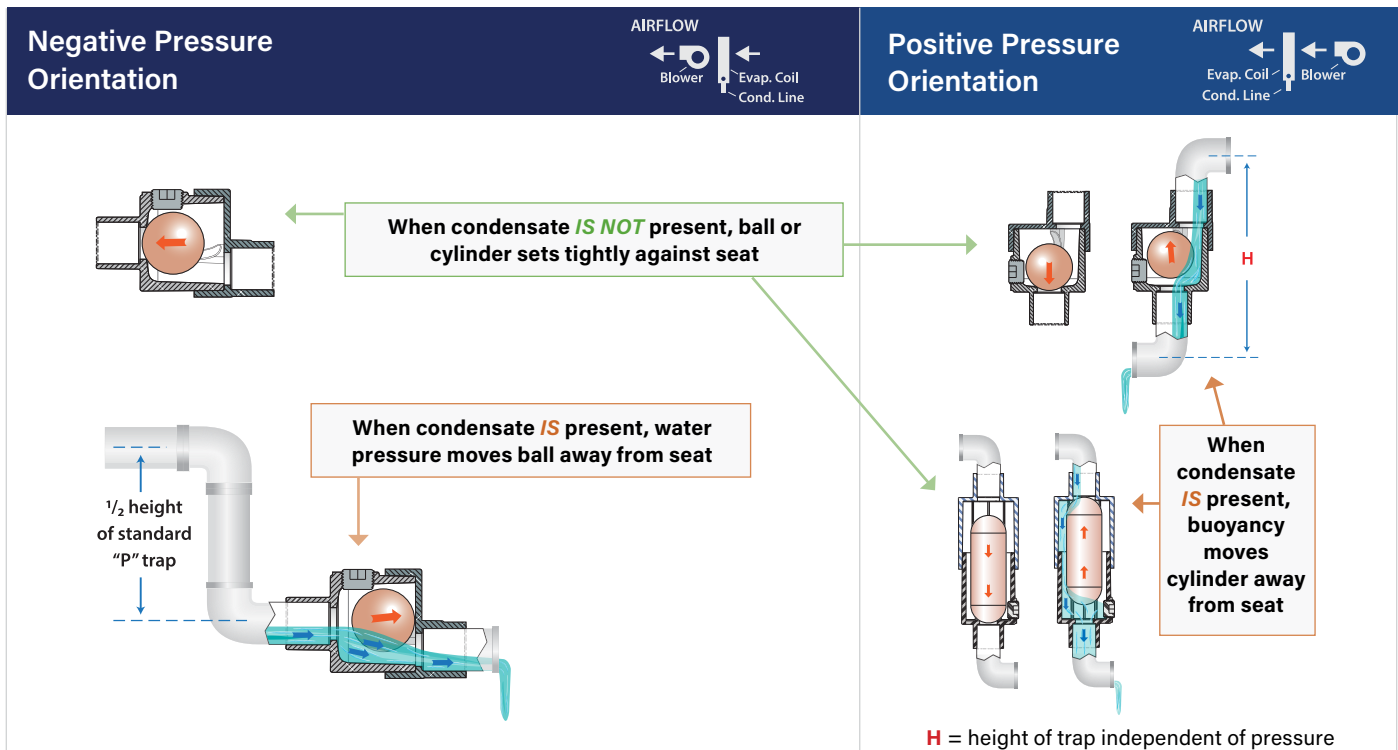 Negative Pressure
Orientation
AIRFLOW
Blower
Evap. Coil
Cond. Line
Positive Pressure
Orientation
AIRFLOW
Evap. Coil
Blower
Cond. Line
When condensate IS NOT present, ball or
cylinder sets tightly against seat
H
When condensate IS present, water
pressure moves ball away from seat
1/2 height
of standard
“P” trap
When
condensate
IS present,
buoyancy
moves
cylinder away
from seat
H = height of trap independent of pressure